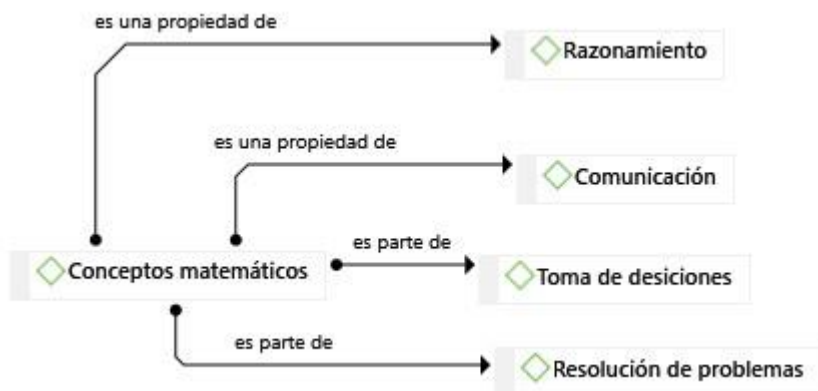 es una propiedad de
Razonamiento
es una propiedad de
Comunicación
es parte de
Conceptos matemáticos
Toma de desiciones
es parte de
Resolución de problemas